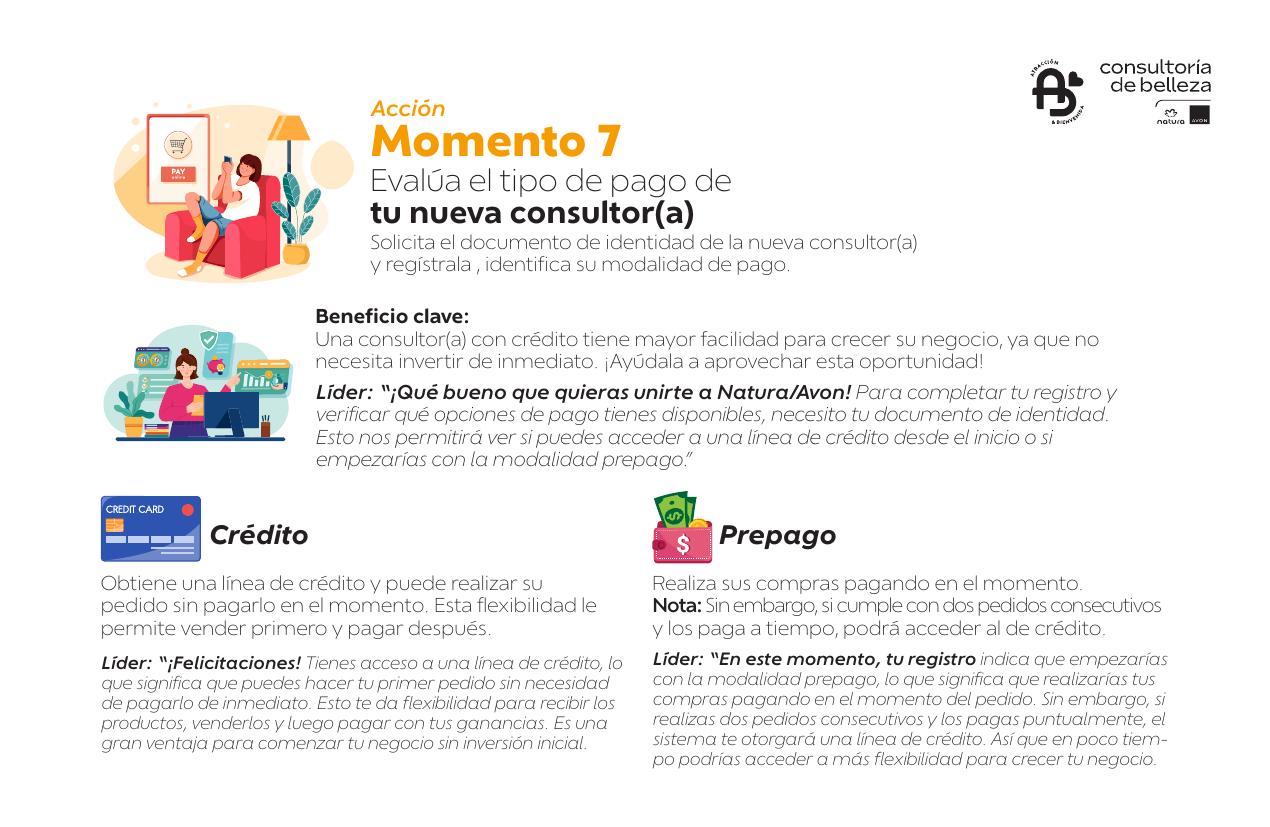 ATRACCIÓN
& BIENVENIDA
consultoría
de belleza
natura
AVON
Acción
Momento 7
Evalúa el tipo de pago de
tu nueva consultor(a)
Solicita el documento de identidad de la nueva consultor(a)
y regístrala , identifica su modalidad de pago.
PAY
online
Beneficio clave:
Una consultor(a) con crédito tiene mayor facilidad para crecer su negocio, ya que no
necesita invertir de inmediato. ¡Ayúdala a aprovechar esta oportunidad!
Líder: “¡Qué bueno que quieras unirte a Natura/Avon! Para completar tu registro y
verificar qué opciones de pago tienes disponibles, necesito tu documento de identidad.
Esto nos permitirá ver si puedes acceder a una línea de crédito desde el inicio o si
empezarías con la modalidad prepago.”
CREDIT CARD
Crédito
Obtiene una línea de crédito y puede realizar su
pedido sin pagarlo en el momento. Esta flexibilidad le
permite vender primero y pagar después.
Líder: “¡Felicitaciones! Tienes acceso a una línea de crédito, lo
que significa que puedes hacer tu primer pedido sin necesidad
de pagarlo de inmediato. Esto te da flexibilidad para recibir los
productos, venderlos y luego pagar con tus ganancias. Es una
gran ventaja para comenzar tu negocio sin inversión inicial.
$
$
Prepago
Realiza sus compras pagando en el momento.
Nota: Sin embargo, si cumple con dos pedidos consecutivos
y los paga a tiempo, podrá acceder al de crédito.
Líder: “En este momento, tu registro indica que empezarías
con la modalidad prepago, lo que significa que realizarías tus
compras pagando en el momento del pedido. Sin embargo, si
realizas dos pedidos consecutivos y los pagas puntualmente, el
sistema te otorgará una línea de crédito. Así que en poco tiem-
po podrías acceder a más flexibilidad para crecer tu negocio.